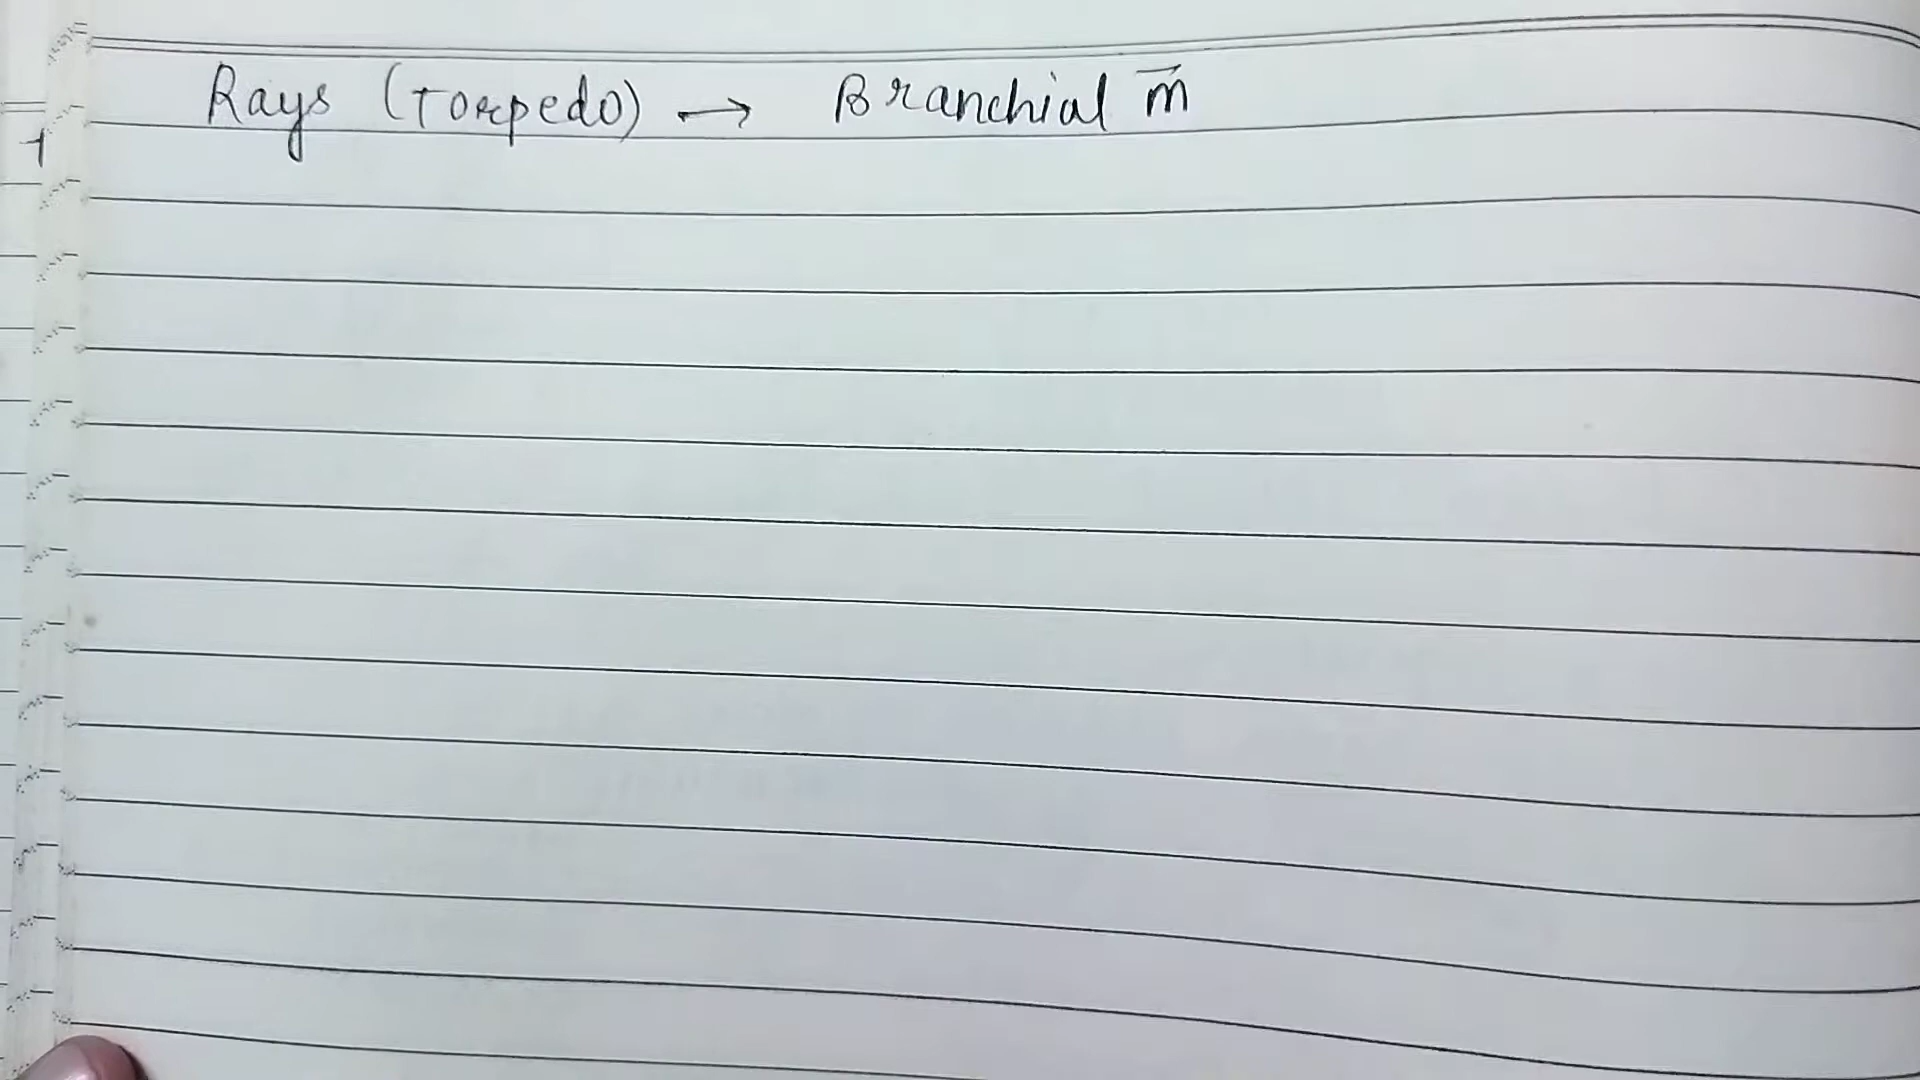 Rays (Torpedo) → Branchial m̅